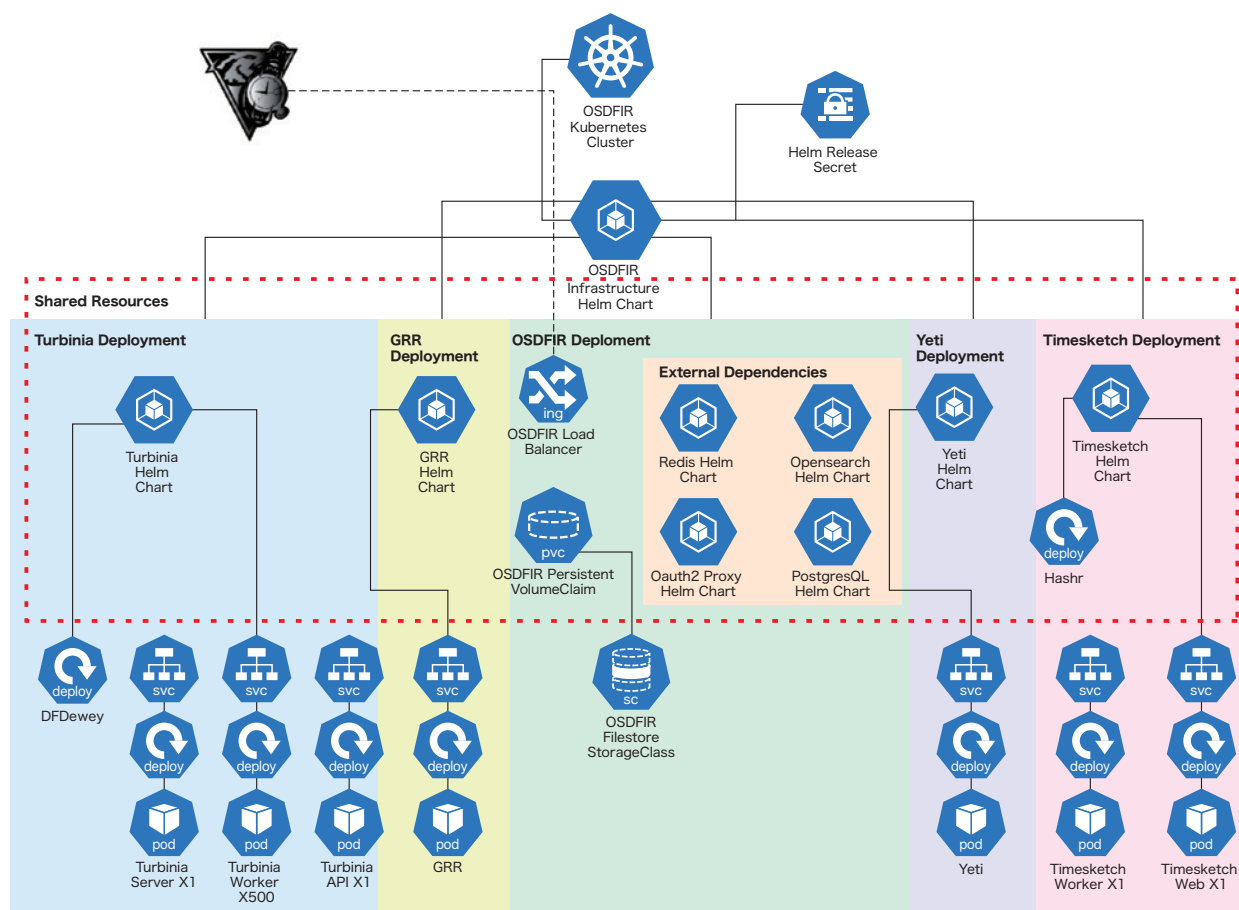 OSDFIR
Kubernetes
Cluster
Helm Release
Secret
OSDFIR
Infrastructure
Helm Chart
Shared Resources
Turbinia Deployment
GRR
Deployment
OSDFIR Deploment
Yeti
Deployment
Timesketch Deployment
External Dependencies
ing
OSDFIR Load
Balancer
Turbinia
Helm
Chart
GRR
Helm
Chart
Redis Helm
Chart
Opensearch
Helm Chart
Yeti
Helm
Chart
Timesketch
Helm
Chart
pvc
OSDFIR Persistent
VolumeClaim
Oauth2 Proxy
Helm Chart
PostgresQL
Helm Chart
deploy
Hashr
deploy
DFDewey
svc
svc
svc
svc
sc
OSDFIR
Filestore
StorageClass
svc
svc
svc
deploy
deploy
deploy
deploy
deploy
deploy
deploy
pod
Turbinia
Server X1
pod
Turbinia
Worker
X500
pod
Turbinia
API X1
pod
GRR
pod
Yeti
pod
Timesketch
Worker X1
pod
Timesketch
Web X1